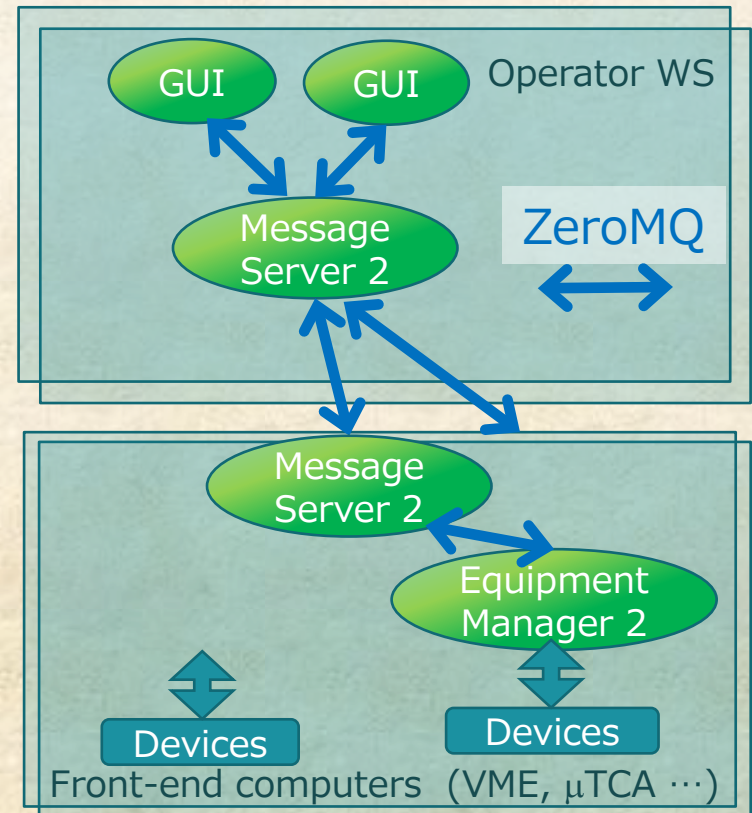 GUI
GUI
Operator WS
Message
Server 2
ZeroMQ
Message
Server 2
Equipment
Manager 2
Devices
Devices
Front-end computers (VME, μTCA ⋯)